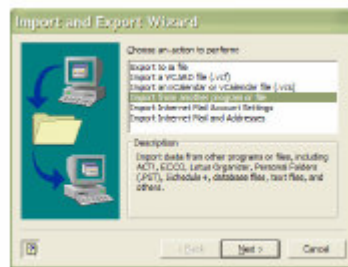 Import and Export Wizard
Choose an action to perform:
Export to a file
Import a VCARD file (.vcf)
Import an iCalendar or vCalendar file (.vcs)
Import from another program or file
Import Internet Mail Account Settings
Import Internet Mail and Addresses
Description
Import data from other programs or files, including
ACT!, ECCO, Lotus Organizer, Personal Folders
(.PST), Schedule+, database files, text files, and
others.
< Back
Next >
Cancel